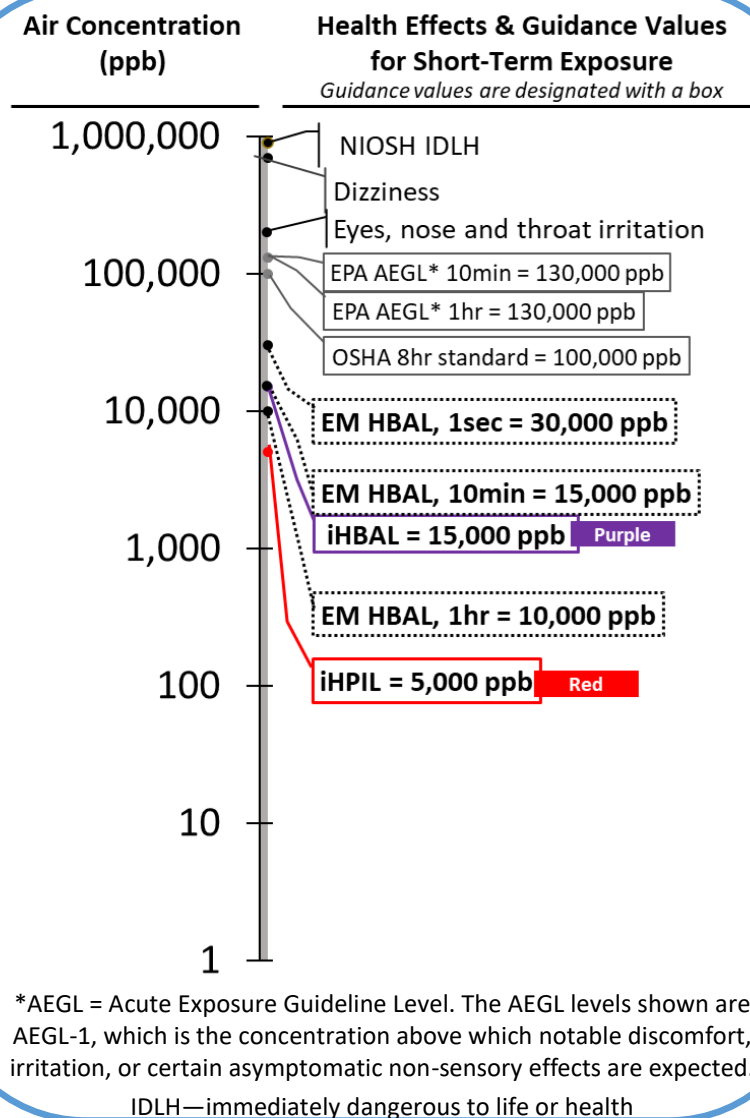 Air Concentration
(ppb)
Health Effects & Guidance Values
for Short-Term Exposure
Guidance values are designated with a box
1,000,000
NIOSH IDLH
Dizziness
Eyes, nose and throat irritation
100,000
EPA AEGL* 10min = 130,000 ppb
EPA AEGL* 1hr = 130,000 ppb
OSHA 8hr standard = 100,000 ppb
10,000
EM HBAL, 1sec = 30,000 ppb
EM HBAL, 10min = 15,000 ppb
iHBAL = 15,000 ppb Purple
1,000
EM HBAL, 1hr = 10,000 ppb
100
iHPIL = 5,000 ppb Red
10
1
*AEGL = Acute Exposure Guideline Level. The AEGL levels shown are
AEGL-1, which is the concentration above which notable discomfort,
irritation, or certain asymptomatic non-sensory effects are expected.
IDLH—immediately dangerous to life or health